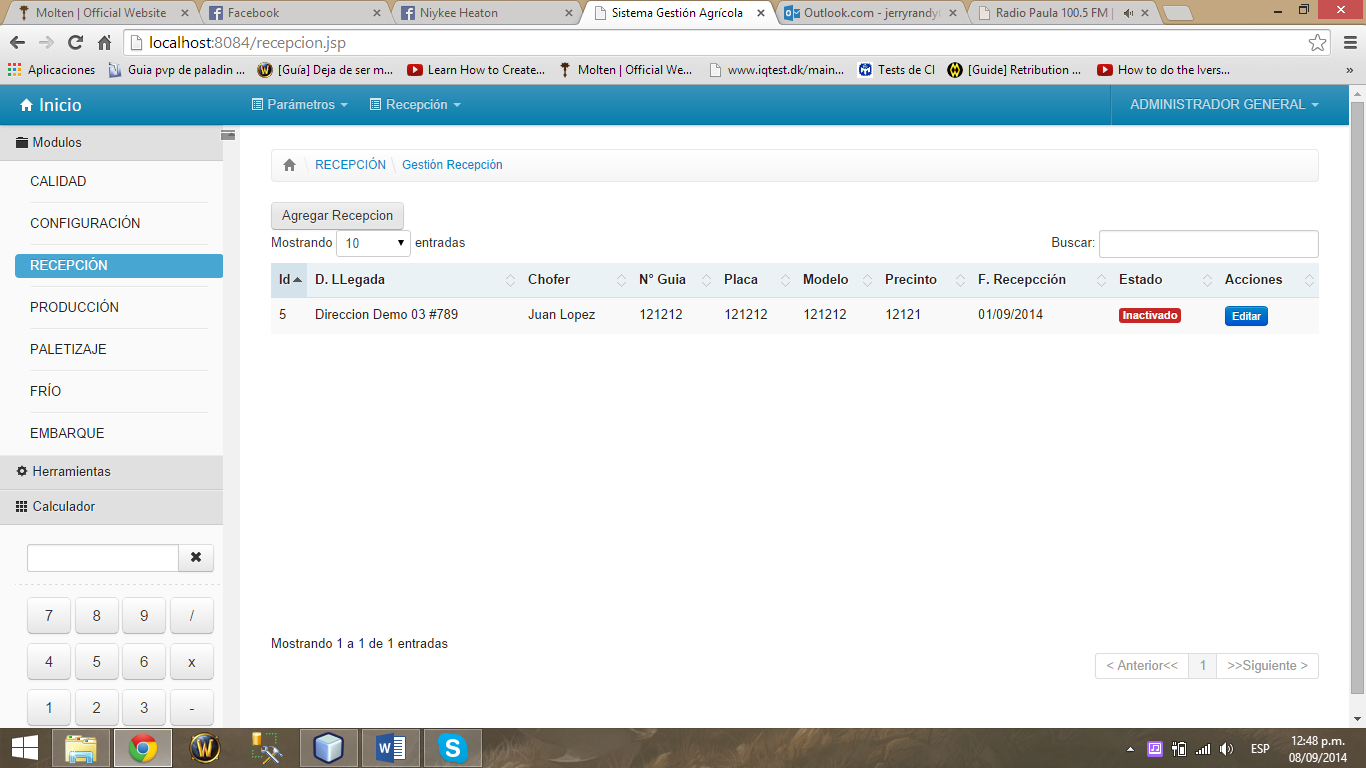 Molten | Official Website
Facebook
Niykee Heaton
Sistema Gestión Agrícola
Outlook.com - jerryrandy
Radio Paula 100.5 FM |
localhost:8084/recepcion.jsp
Aplicaciones
Guia pvp de paladin ...
[Guía] Deja de ser m...
Learn How to Create...
Molten | Official We...
www.iqtest.dk/main...
Tests de CI
[Guide] Retribution ...
How to do the Ivers...
»
Inicio
Parámetros
Recepción
ADMINISTRADOR GENERAL
Modulos
CALIDAD
CONFIGURACIÓN
RECEPCIÓN
PRODUCCIÓN
PALETIZAJE
FRÍO
EMBARQUE
Herramientas
Calculador
7 8 9 /
4 5 6 x
1 2 3 -
RECEPCIÓN
Gestión Recepción
Agregar Recepcion
Mostrando 10 entradas
Buscar:
Id D. LLegada Chofer N° Guia Placa Modelo Precinto F. Recepcción Estado Acciones
5 Direccion Demo 03 #789 Juan Lopez 121212 121212 121212 12121 01/09/2014 Inactivado Editar
Mostrando 1 a 1 de 1 entradas
< Anterior<< 1 >>Siguiente >
ESP
12:48 p.m.
08/09/2014